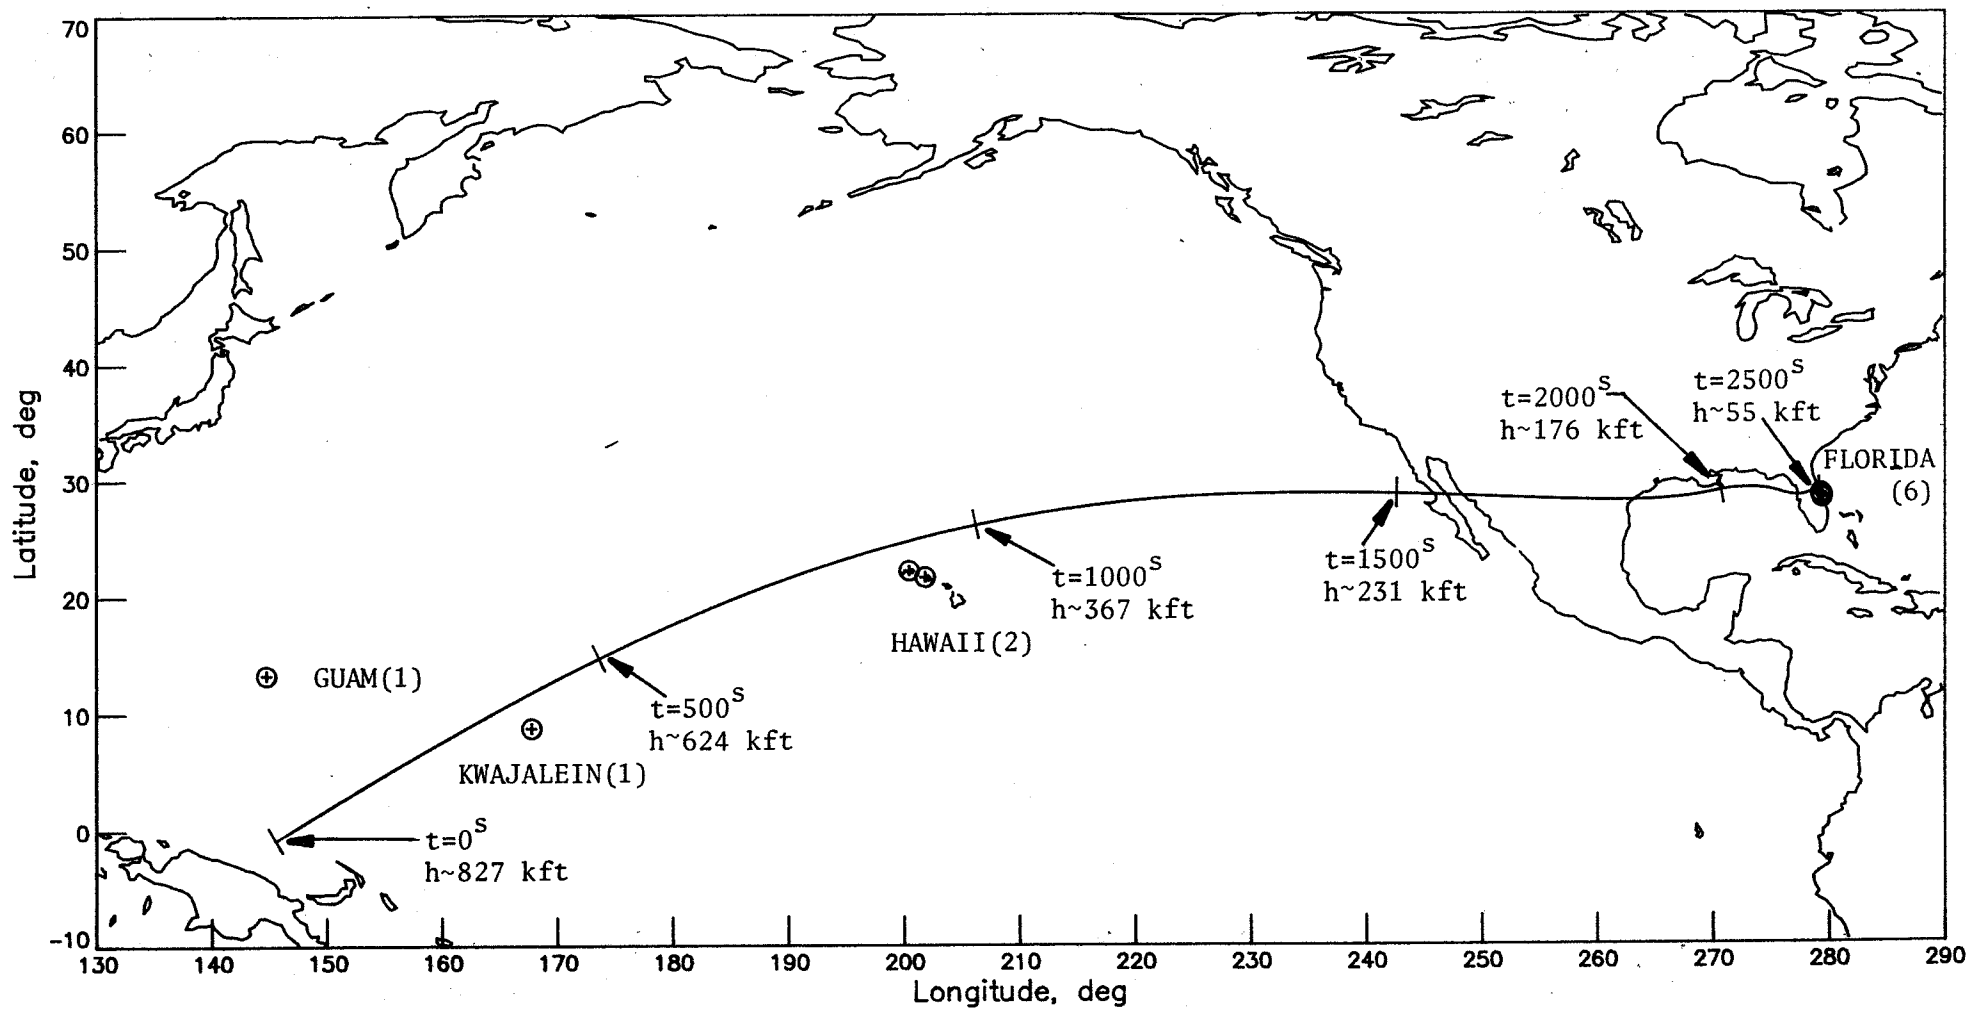 70
60
50
40
30
20
10
0
-10
Latitude, deg
t=2000ˢ
h~176 kft
t=2500ˢ
h~55 kft
FLORIDA
(6)
t=1500ˢ
h~231 kft
t=1000ˢ
h~367 kft
HAWAII(2)
GUAM(1)
t=500ˢ
h~624 kft
KWAJALEIN(1)
t=0ˢ
h~827 kft
130 140 150 160 170 180 190 200 210 220 230 240 250 260 270 280 290
Longitude, deg